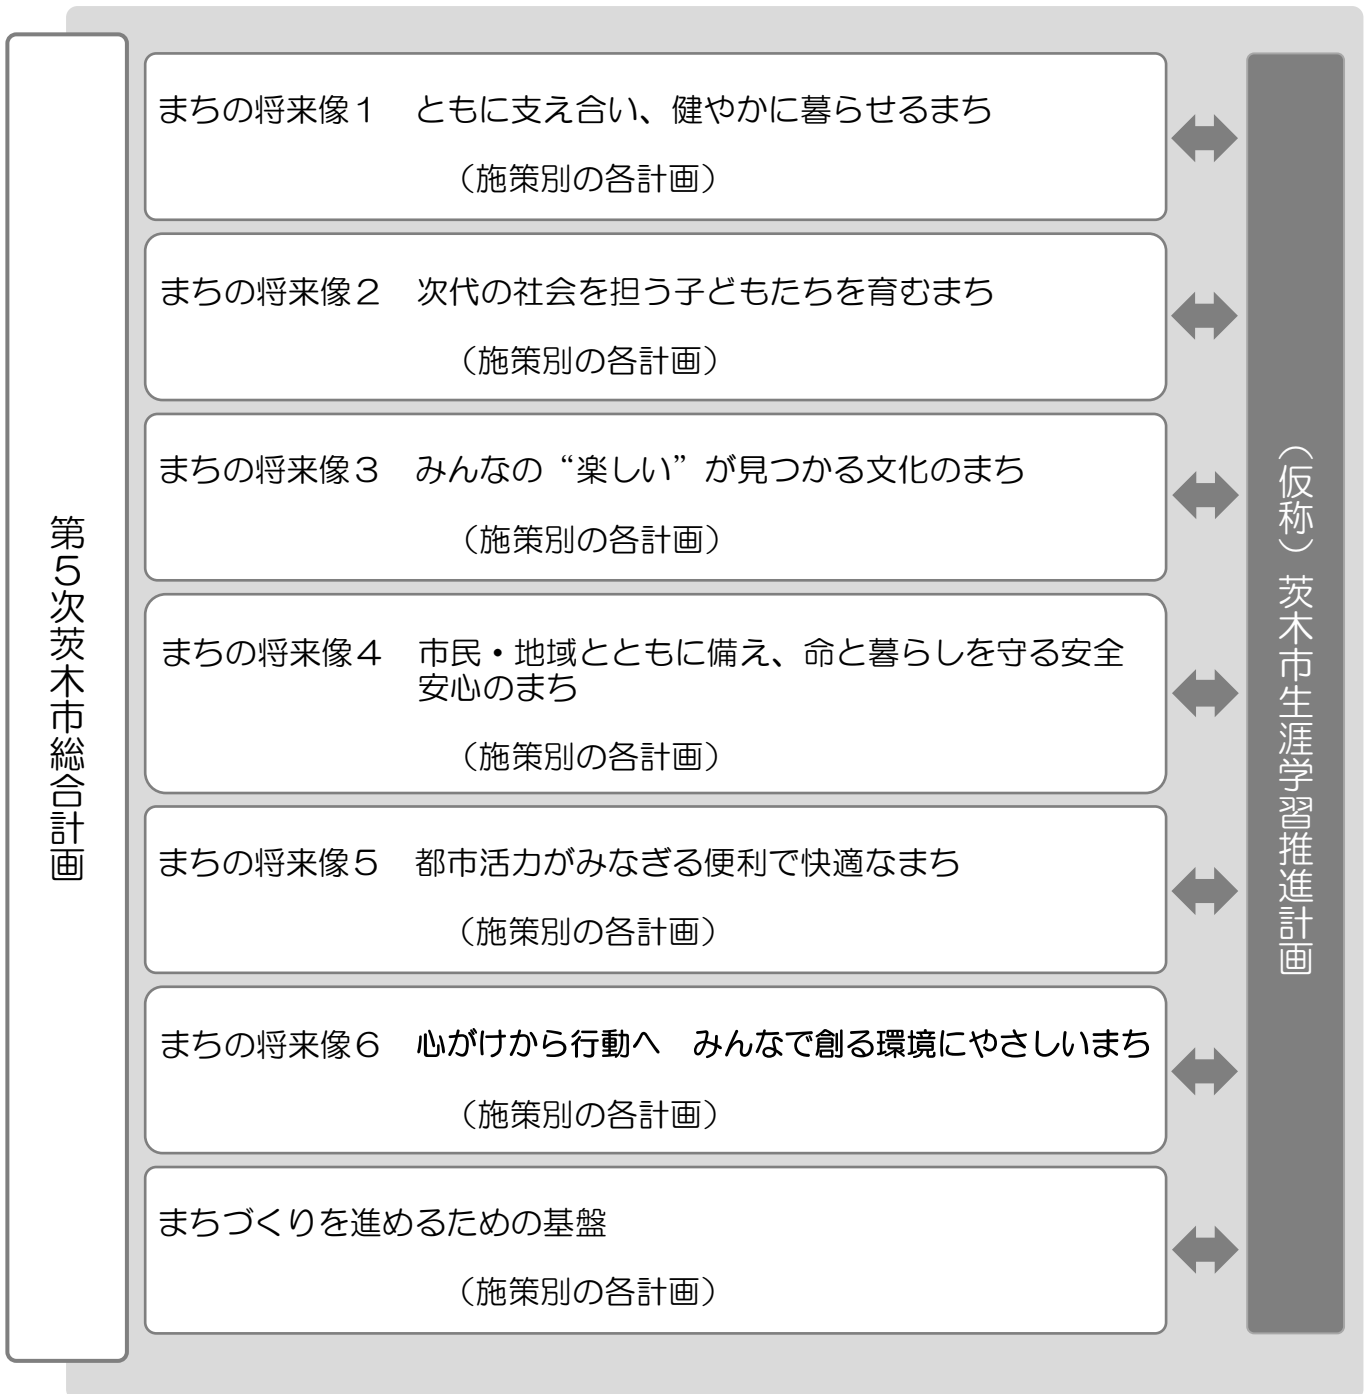 第５次茨木市総合計画
まちの将来像１　ともに支え合い、健やかに暮らせるまち
（施策別の各計画）
まちの将来像２　次代の社会を担う子どもたちを育むまち
（施策別の各計画）
まちの将来像３　みんなの“楽しい”が見つかる文化のまち
（施策別の各計画）
まちの将来像４　市民・地域とともに備え、命と暮らしを守る安全
安心のまち
（施策別の各計画）
まちの将来像５　都市活力がみなぎる便利で快適なまち
（施策別の各計画）
まちの将来像６　心がけから行動へ　みんなで創る環境にやさしいまち
（施策別の各計画）
まちづくりを進めるための基盤
（施策別の各計画）
（仮称）茨木市生涯学習推進計画